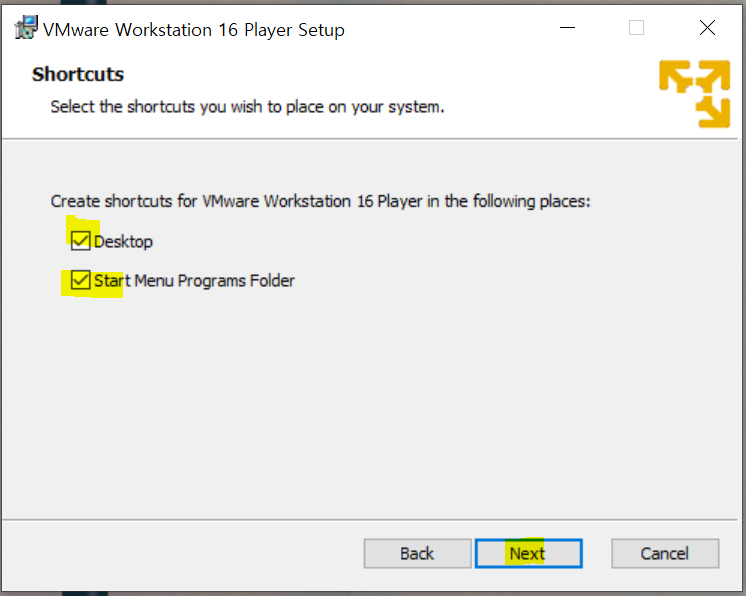 VMware Workstation 16 Player Setup
Shortcuts
Select the shortcuts you wish to place on your system.
Create shortcuts for VMware Workstation 16 Player in the following places:
Desktop
Start Menu Programs Folder
Back Next Cancel